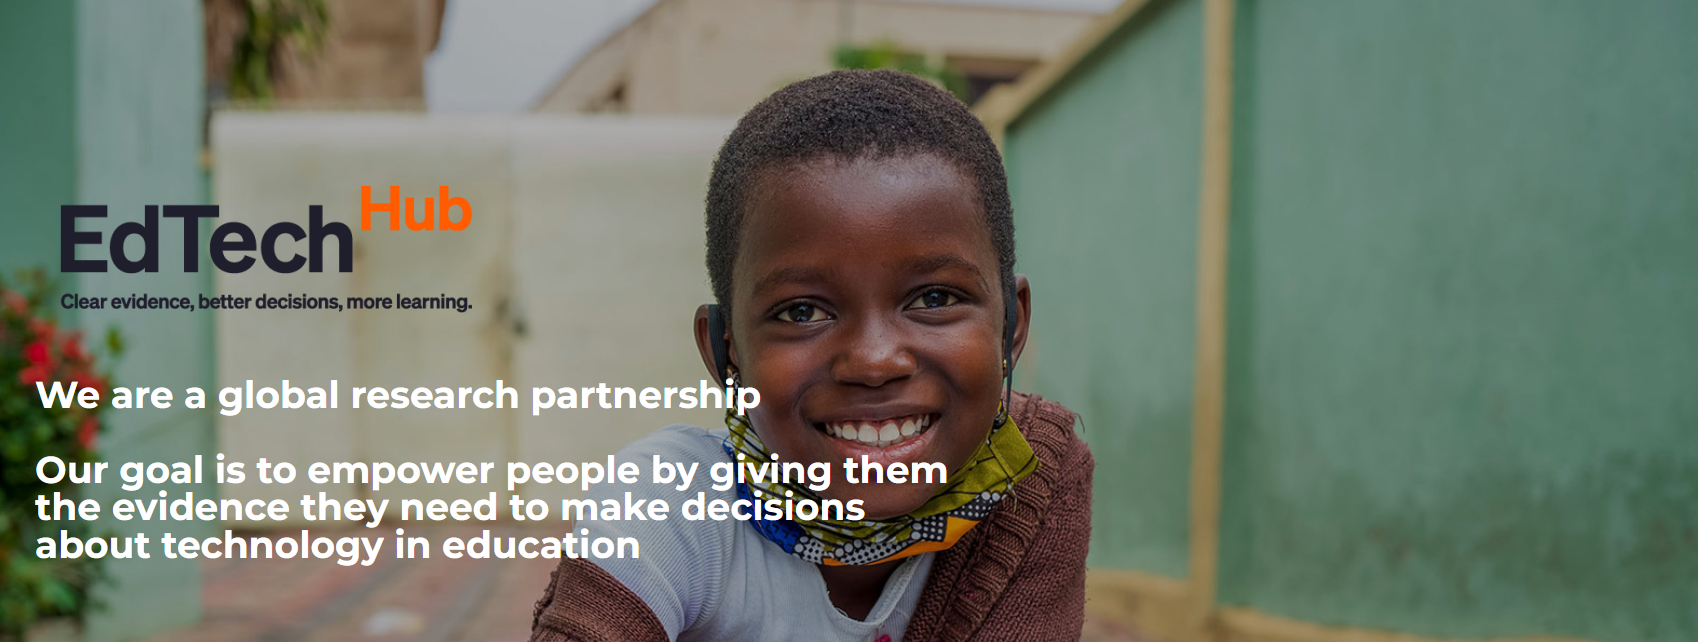 EdTech Hub
Clear evidence, better decisions, more learning.
We are a global research partnership
Our goal is to empower people by giving them
the evidence they need to make decisions
about technology in education